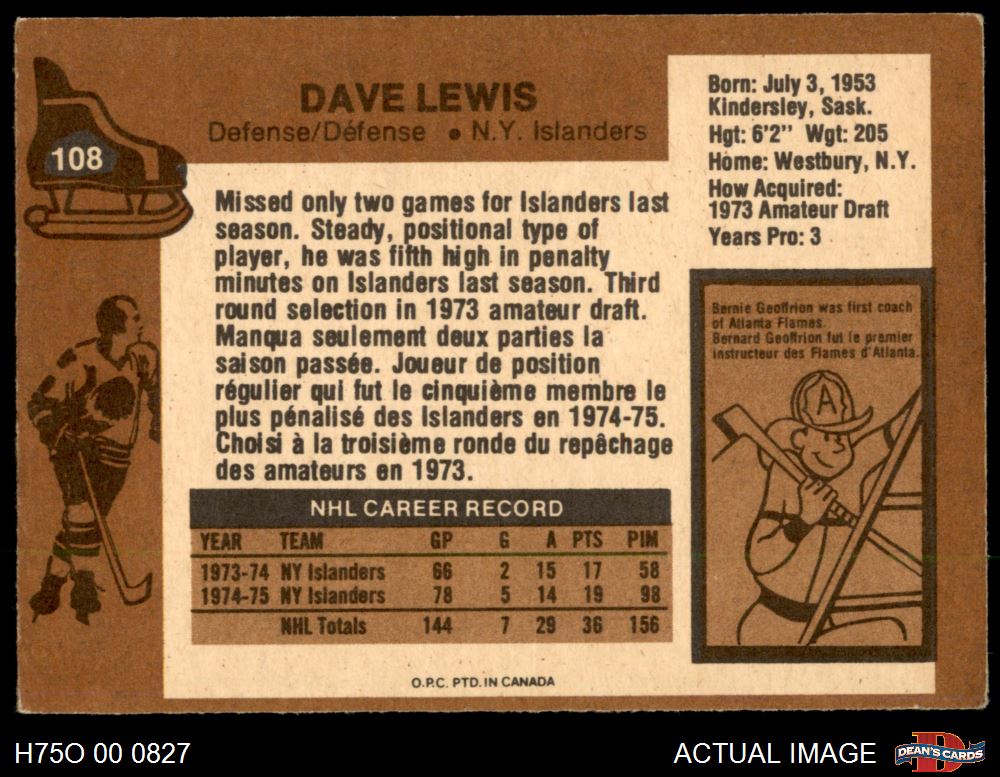 108
DAVE LEWIS
Defense/Défense • N.Y. Islanders
Born: July 3, 1953
Kindersley, Sask.
Hgt: 6'2" Wgt: 205
Home: Westbury, N.Y.
How Acquired:
1973 Amateur Draft
Years Pro: 3
Missed only two games for Islanders last
season. Steady, positional type of
player, he was fifth high in penalty
minutes on Islanders last season. Third
round selection in 1973 amateur draft.
Manqua seulement deux parties la
saison passée. Joueur de position
régulier qui fut le cinquième membre le
plus pénalisé des Islanders en 1974-75.
Choisi à la troisième ronde du repêchage
des amateurs en 1973.
Bernie Geoffrion was first coach
of Atlanta Flames.
Bernard Geoffrion fut le premier
instructeur des Flames d'Atlanta.
A
NHL CAREER RECORD
YEAR TEAM GP G A PTS PIM
1973-74 NY Islanders 66 2 15 17 58
1974-75 NY Islanders 78 5 14 19 98
NHL Totals 144 7 29 36 156
O.P.C. PTD. IN CANADA
H75O 00 0827
ACTUAL IMAGE
D
DEAN'S CARDS